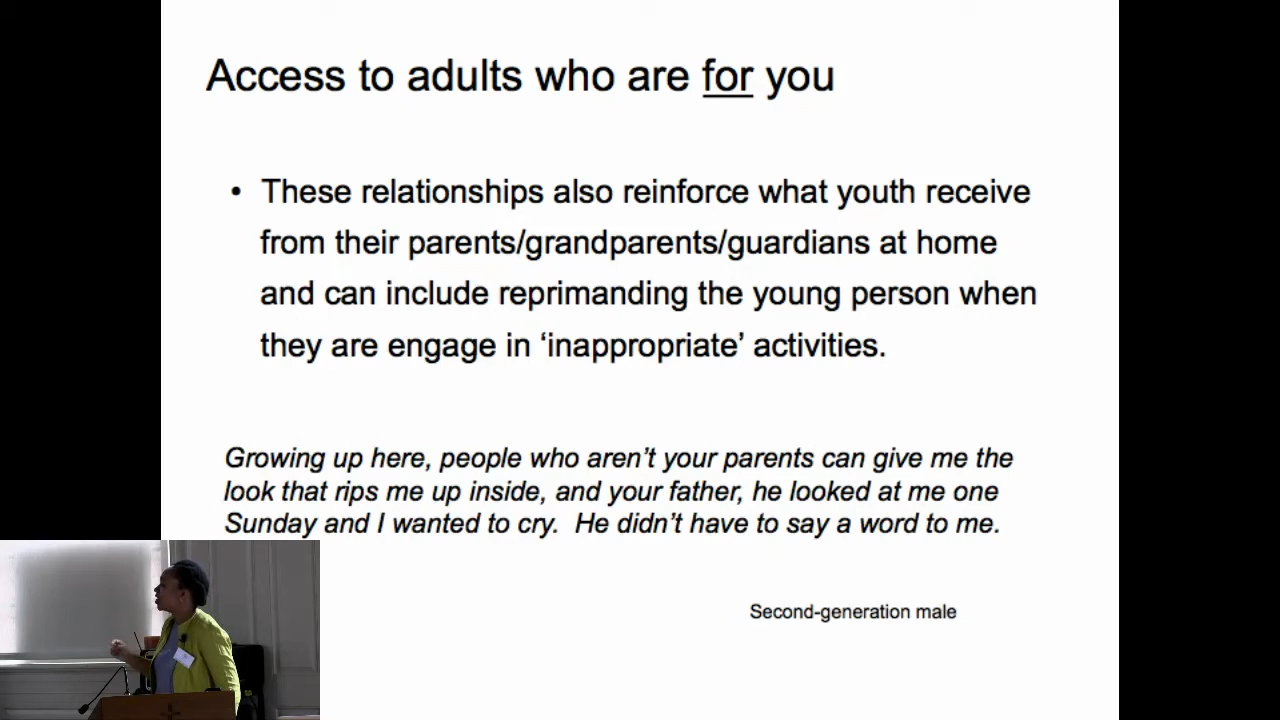 Access to adults who are for you
• These relationships also reinforce what youth receive
from their parents/grandparents/guardians at home
and can include reprimanding the young person when
they are engage in ‘inappropriate’ activities.
Growing up here, people who aren’t your parents can give me the
look that rips me up inside, and your father, he looked at me one
Sunday and I wanted to cry.  He didn’t have to say a word to me.
Second-generation male